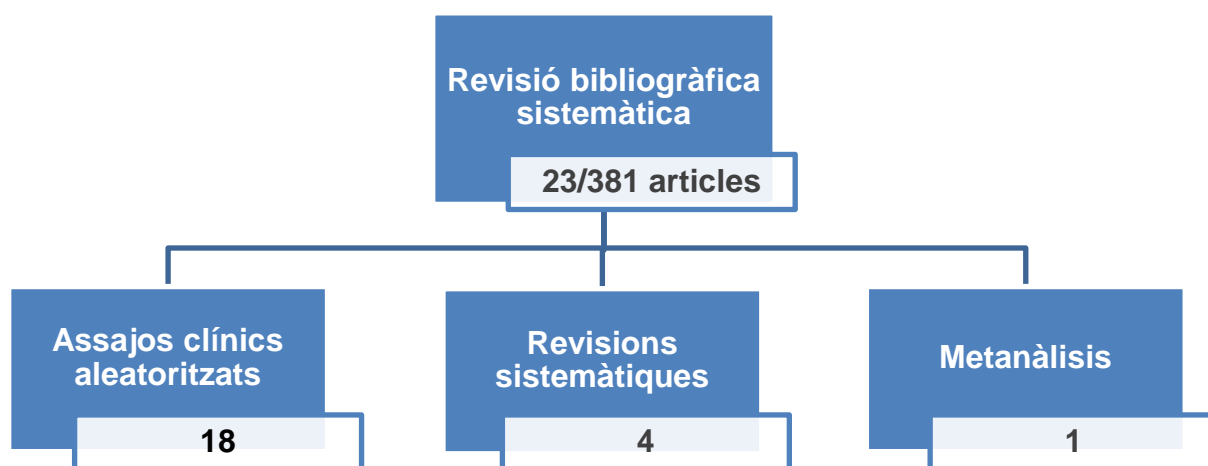 Revisió bibliogràfica
sistemàtica
23/381 articles
Assajos clínics
aleatoritzats
18
Revisions
sistemàtiques
4
Metanàlisis
1